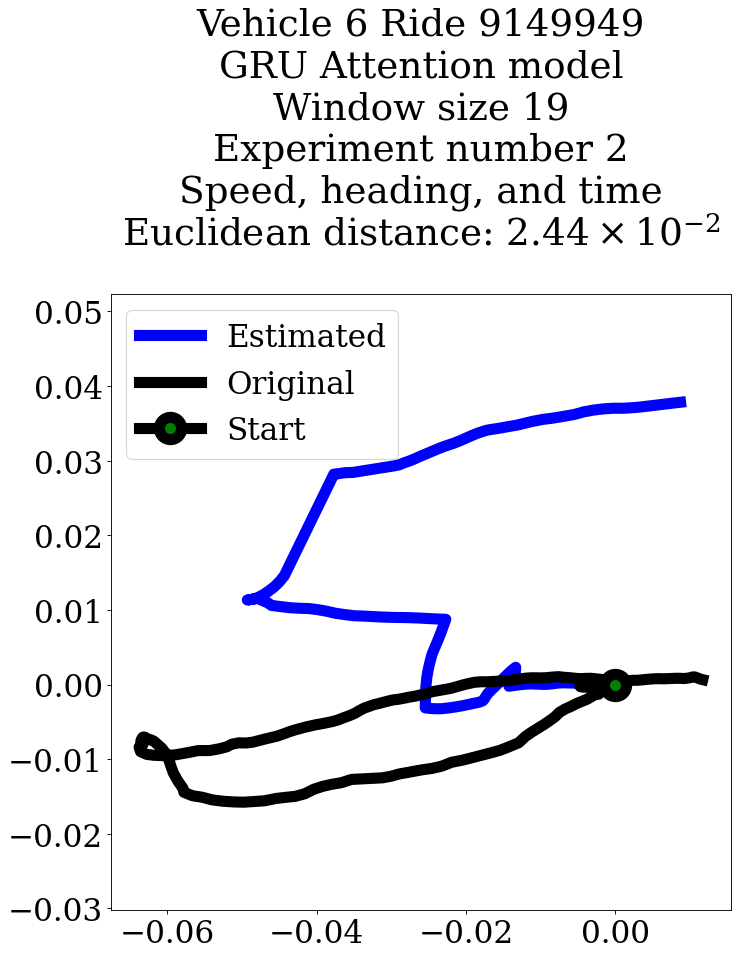 Vehicle 6 Ride 9149949
GRU Attention model
Window size 19
Experiment number 2
Speed, heading, and time
Euclidean distance: 2.44 × 10⁻²
Estimated
Original
Start
0.05
0.04
0.03
0.02
0.01
0.00
−0.01
−0.02
−0.03
−0.06 −0.04 −0.02 0.00